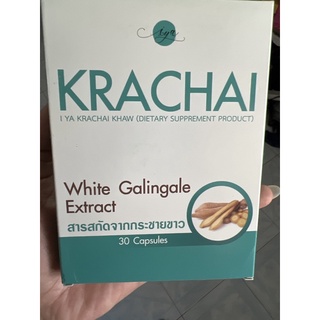 iya
KRACHAI
I YA KRACHAI KHAW (DIETARY SUPPREMENT PRODUCT)
White Galingale
Extract
สารสกัดจากกระชายขาว
30 Capsules